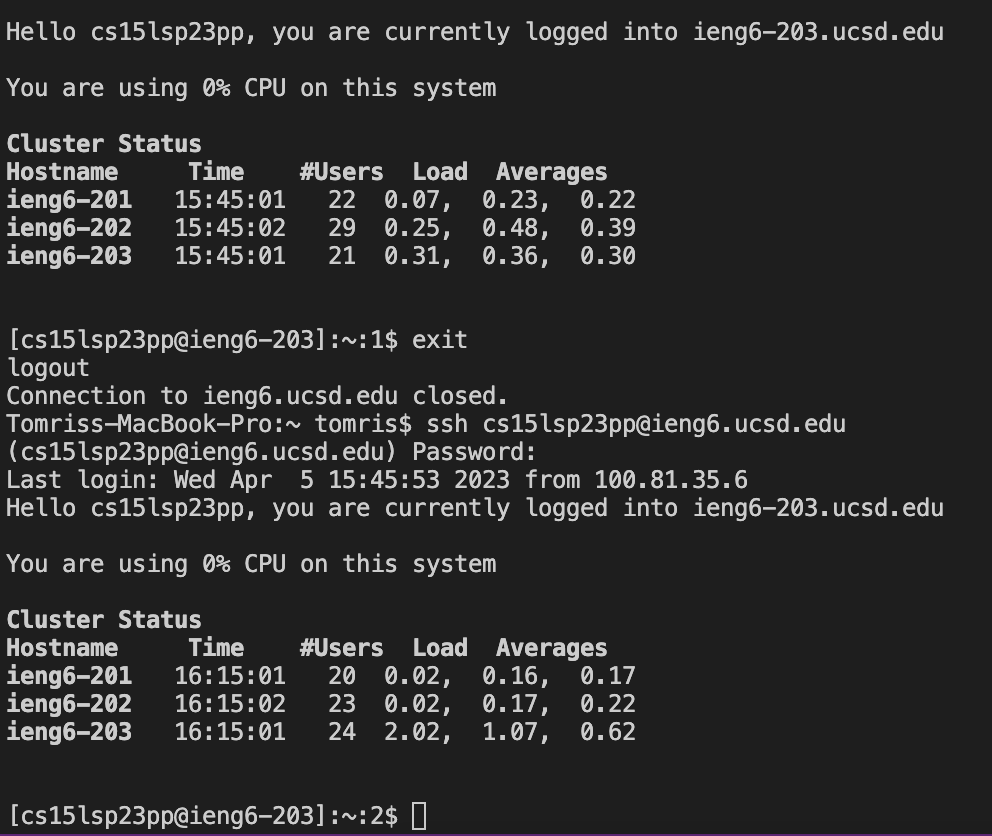 Hello cs15lsp23pp, you are currently logged into ieng6-203.ucsd.edu
You are using 0% CPU on this system
Cluster Status
Hostname     Time    #Users  Load  Averages
ieng6-201   15:45:01   22  0.07,  0.23,  0.22
ieng6-202   15:45:02   29  0.25,  0.48,  0.39
ieng6-203   15:45:01   21  0.31,  0.36,  0.30
[cs15lsp23pp@ieng6-203]:~:1$ exit
logout
Connection to ieng6.ucsd.edu closed.
Tomriss-MacBook-Pro:~ tomris$ ssh cs15lsp23pp@ieng6.ucsd.edu
(cs15lsp23pp@ieng6.ucsd.edu) Password:
Last login: Wed Apr  5 15:45:53 2023 from 100.81.35.6
Hello cs15lsp23pp, you are currently logged into ieng6-203.ucsd.edu
You are using 0% CPU on this system
Cluster Status
Hostname     Time    #Users  Load  Averages
ieng6-201   16:15:01   20  0.02,  0.16,  0.17
ieng6-202   16:15:02   23  0.02,  0.17,  0.22
ieng6-203   16:15:01   24  2.02,  1.07,  0.62
[cs15lsp23pp@ieng6-203]:~:2$